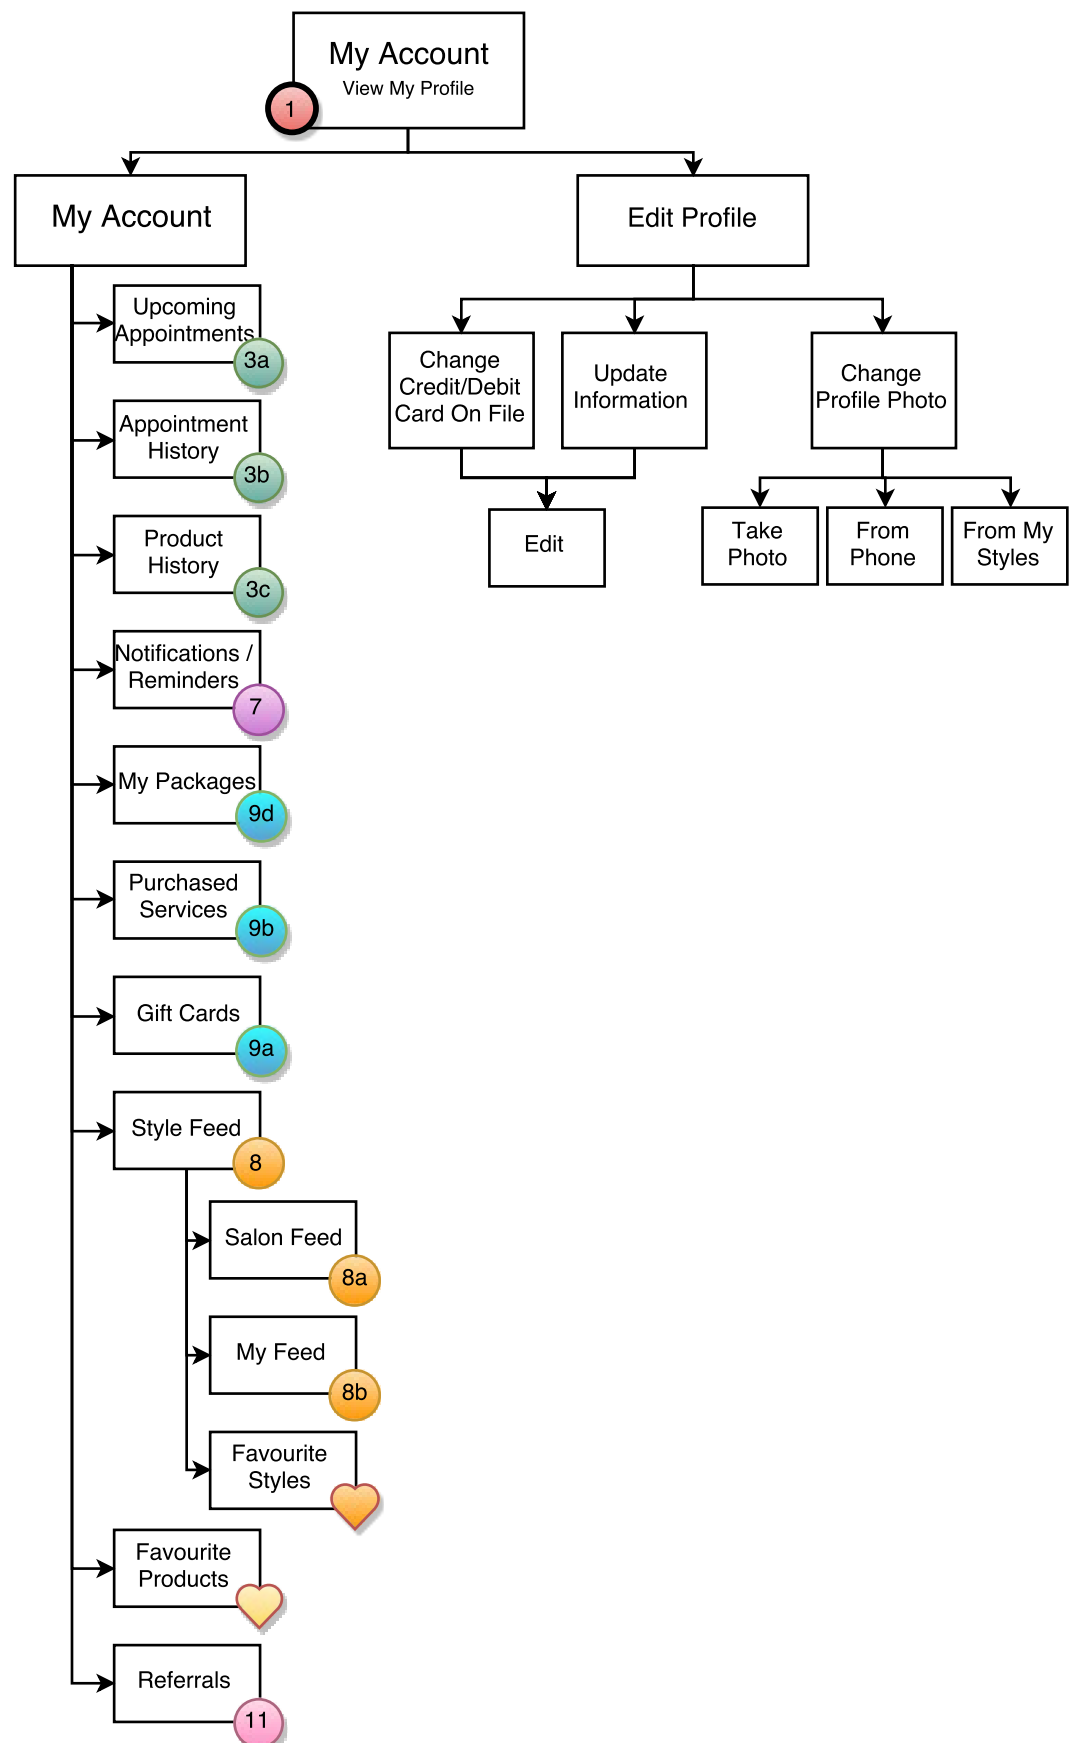 My Account
View My Profile
1
My Account
Edit Profile
Upcoming
Appointments
3a
Change
Credit/Debit
Card On File
Update
Information
Change
Profile Photo
Appointment
History
3b
Edit
Take
Photo
From
Phone
From My
Styles
Product
History
3c
Notifications /
Reminders
7
My Packages
9d
Purchased
Services
9b
Gift Cards
9a
Style Feed
8
Salon Feed
8a
My Feed
8b
Favourite
Styles
Favourite
Products
Referrals
11